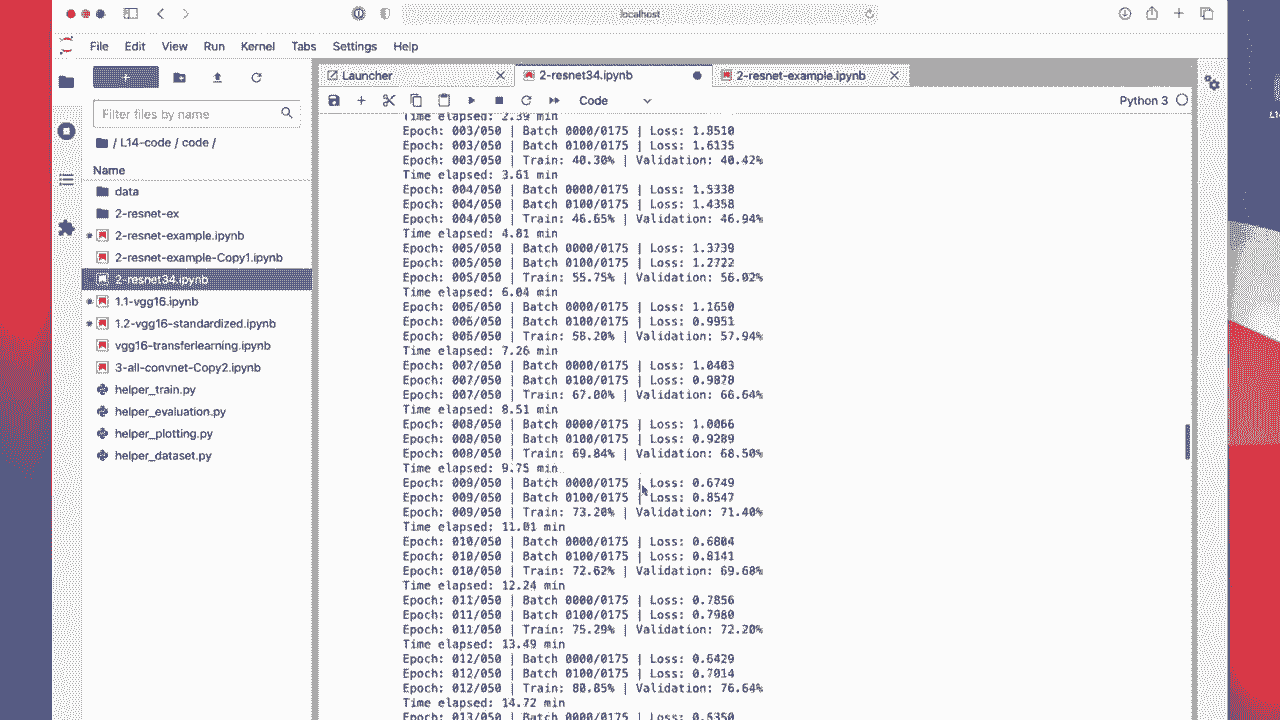 localhost
File Edit View Run Kernel Tabs Settings Help
Launcher
2-resnet34.ipynb
2-resnet-example.ipynb
Code
Python 3
Filter files by name
/ L14-code / code /
Name
data
2-resnet-ex
2-resnet-example.ipynb
2-resnet-example-Copy1.ipynb
2-resnet34.ipynb
1.1-vgg16.ipynb
1.2-vgg16-standardized.ipynb
vgg16-transferlearning.ipynb
3-all-convnet-Copy2.ipynb
helper_train.py
helper_evaluation.py
helper_plotting.py
helper_dataset.py
Time elapsed: 2.39 min
Epoch: 003/050 | Batch 0000/0175 | Loss: 1.8510
Epoch: 003/050 | Batch 0100/0175 | Loss: 1.6135
Epoch: 003/050 | Train: 40.30% | Validation: 40.42%
Time elapsed: 3.61 min
Epoch: 004/050 | Batch 0000/0175 | Loss: 1.5338
Epoch: 004/050 | Batch 0100/0175 | Loss: 1.4358
Epoch: 004/050 | Train: 46.65% | Validation: 46.94%
Time elapsed: 4.81 min
Epoch: 005/050 | Batch 0000/0175 | Loss: 1.3739
Epoch: 005/050 | Batch 0100/0175 | Loss: 1.2722
Epoch: 005/050 | Train: 55.75% | Validation: 56.02%
Time elapsed: 6.04 min
Epoch: 006/050 | Batch 0000/0175 | Loss: 1.1650
Epoch: 006/050 | Batch 0100/0175 | Loss: 0.9951
Epoch: 006/050 | Train: 58.20% | Validation: 57.94%
Time elapsed: 7.26 min
Epoch: 007/050 | Batch 0000/0175 | Loss: 1.0403
Epoch: 007/050 | Batch 0100/0175 | Loss: 0.9878
Epoch: 007/050 | Train: 67.00% | Validation: 66.64%
Time elapsed: 8.51 min
Epoch: 008/050 | Batch 0000/0175 | Loss: 1.0066
Epoch: 008/050 | Batch 0100/0175 | Loss: 0.9289
Epoch: 008/050 | Train: 69.84% | Validation: 68.50%
Time elapsed: 9.75 min
Epoch: 009/050 | Batch 0000/0175 | Loss: 0.6749
Epoch: 009/050 | Batch 0100/0175 | Loss: 0.8547
Epoch: 009/050 | Train: 73.20% | Validation: 71.40%
Time elapsed: 11.01 min
Epoch: 010/050 | Batch 0000/0175 | Loss: 0.6804
Epoch: 010/050 | Batch 0100/0175 | Loss: 0.8141
Epoch: 010/050 | Train: 72.62% | Validation: 69.60%
Time elapsed: 12.24 min
Epoch: 011/050 | Batch 0000/0175 | Loss: 0.7856
Epoch: 011/050 | Batch 0100/0175 | Loss: 0.7980
Epoch: 011/050 | Train: 75.29% | Validation: 72.20%
Time elapsed: 13.49 min
Epoch: 012/050 | Batch 0000/0175 | Loss: 0.6429
Epoch: 012/050 | Batch 0100/0175 | Loss: 0.7014
Epoch: 012/050 | Train: 80.85% | Validation: 76.64%
Time elapsed: 14.72 min
Epoch: 013/050 | Batch 0000/0175 | Loss: 0.5350